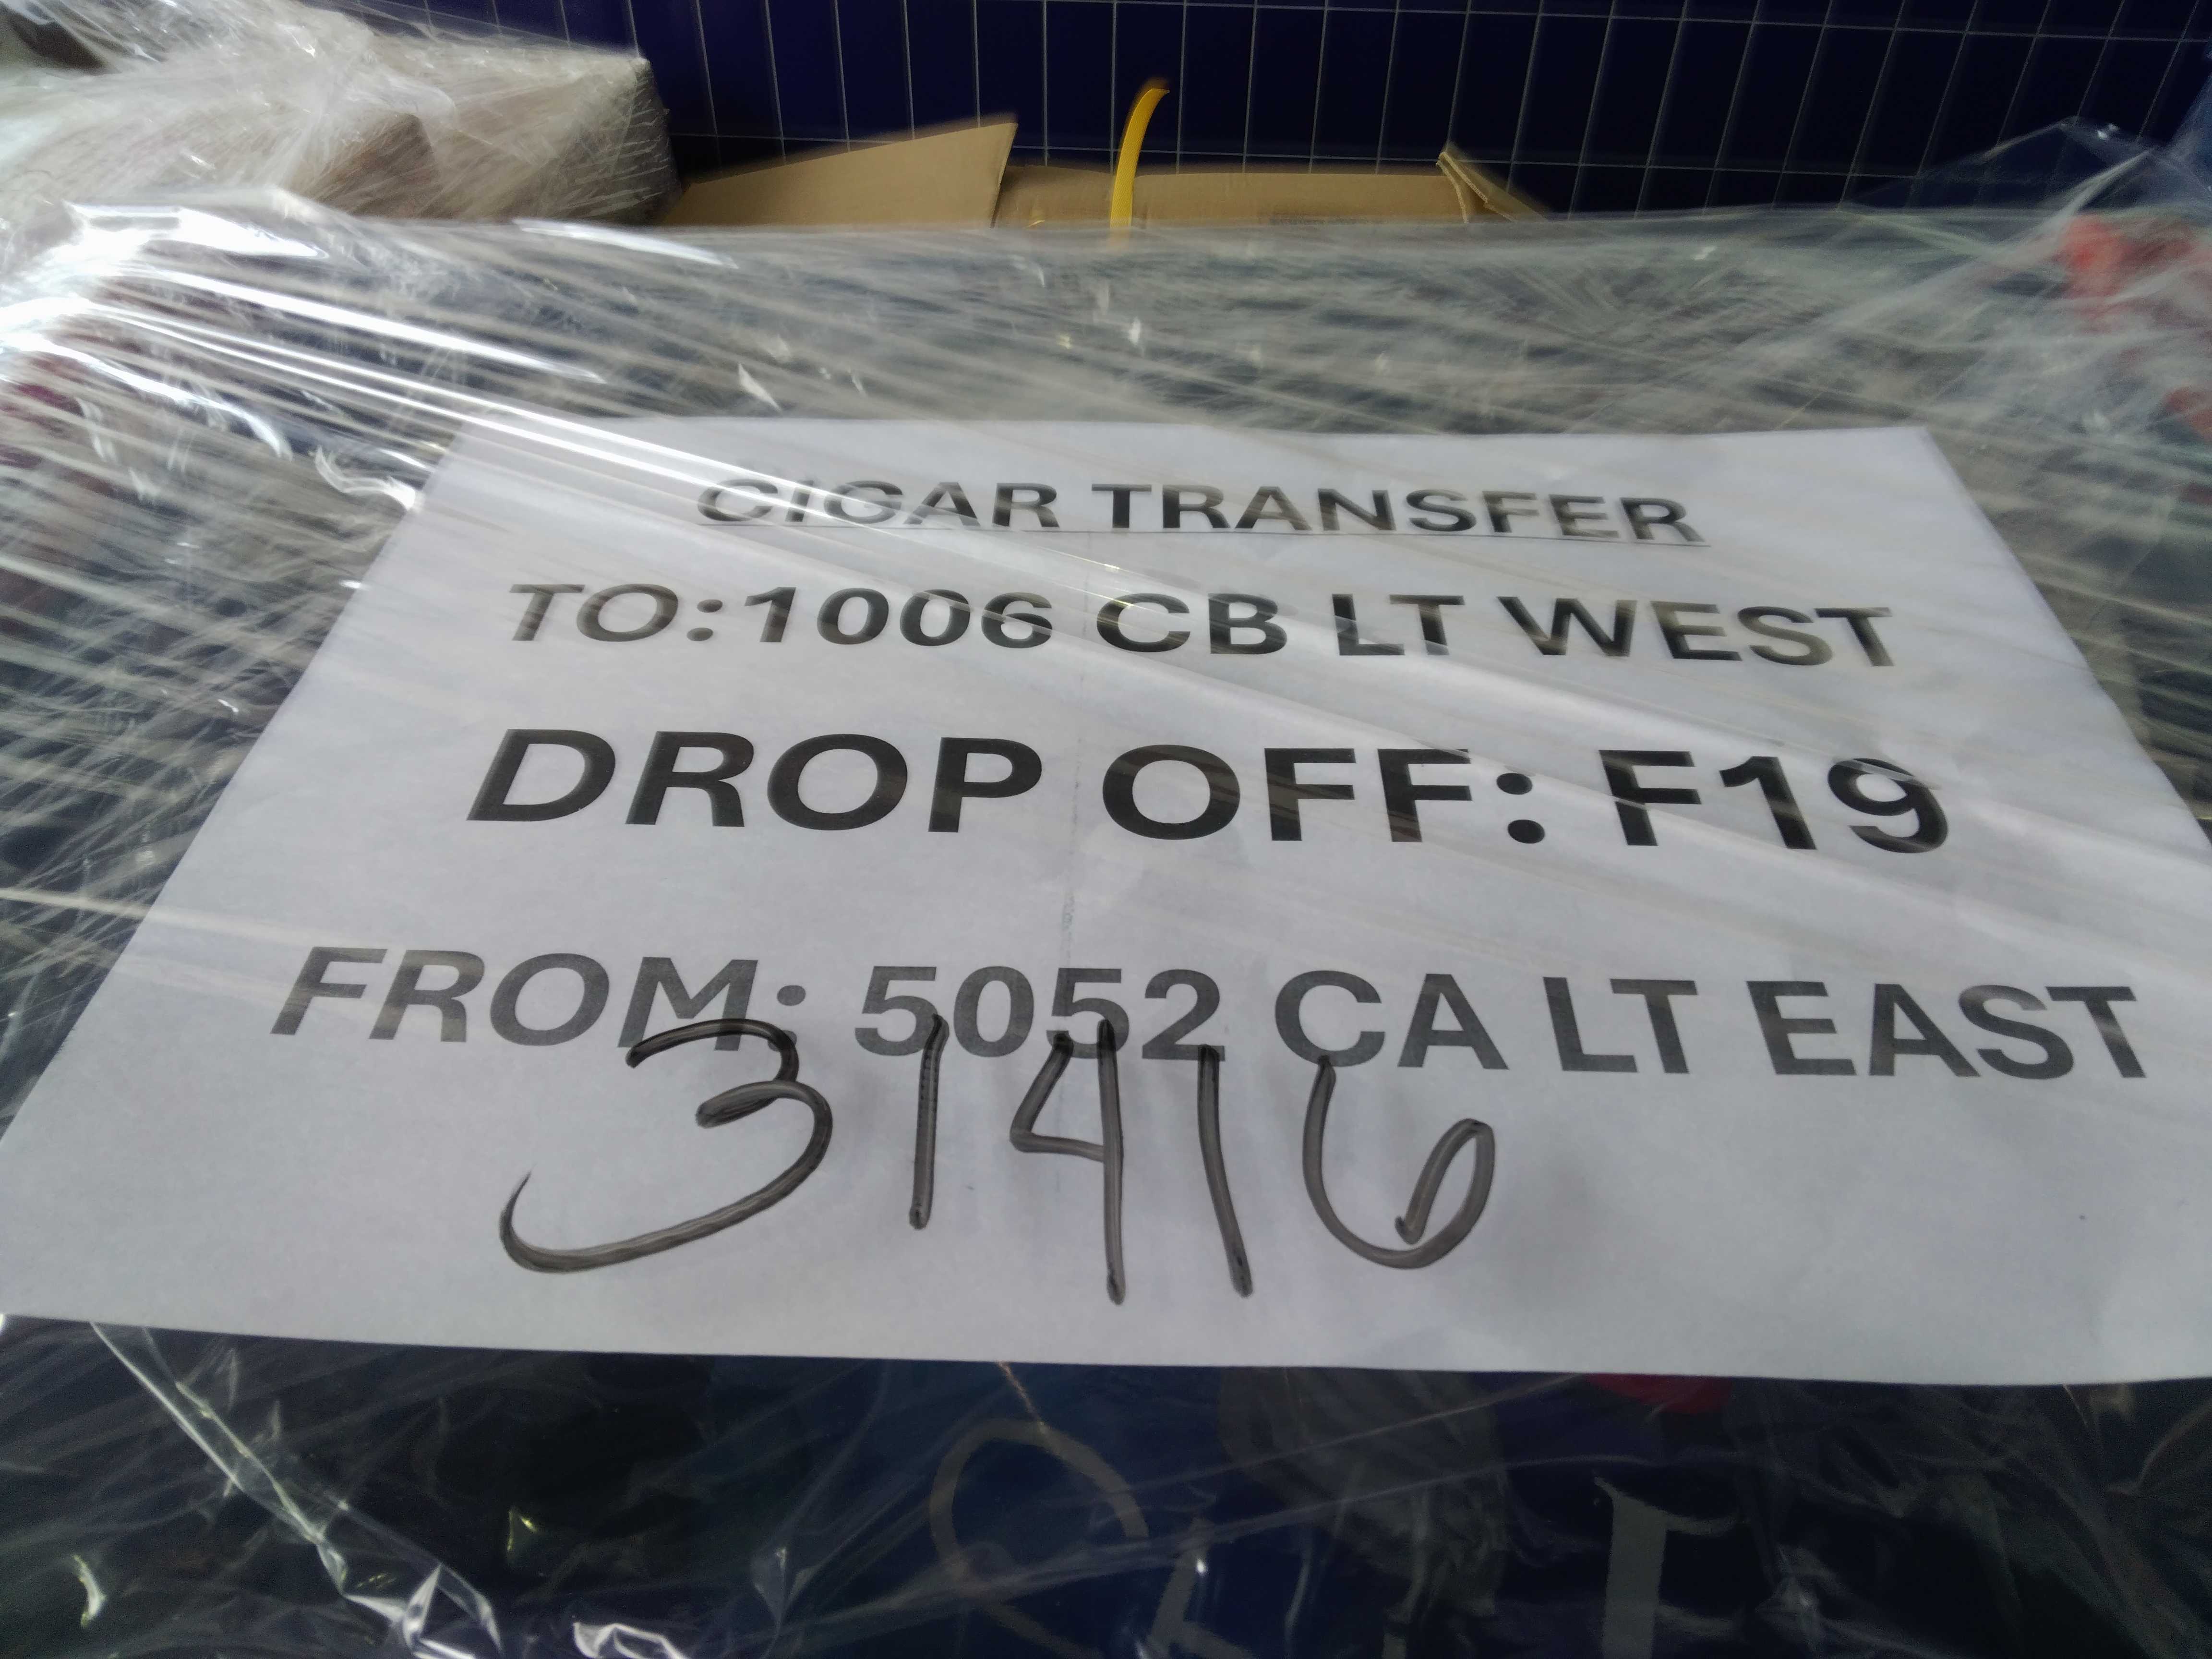 CIGAR TRANSFER
TO:1006 CB LT WEST
DROP OFF: F19
FROM: 5052 CA LT EAST
31416